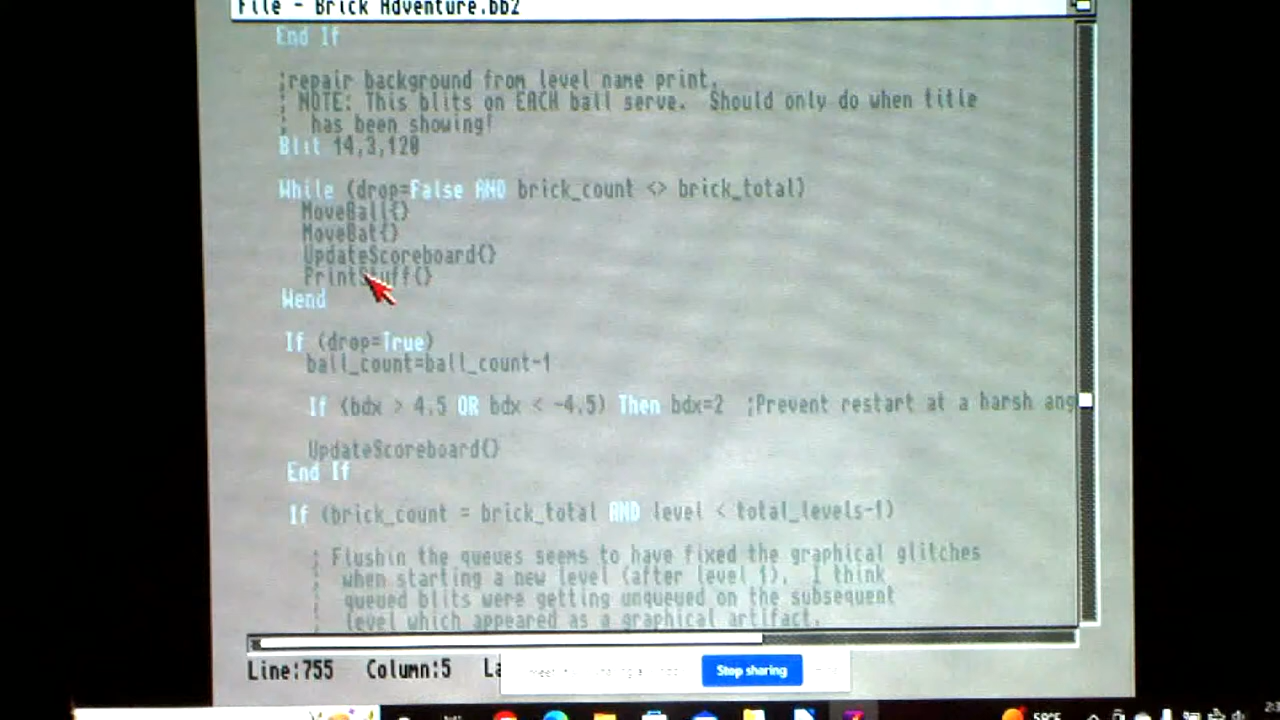 File - Brick Adventure.bb2
End If
;repair background from level name print.
; NOTE: This blits on EACH ball serve. Should only do when title
; has been showing!
Blit 14,3,120
While (drop=False AND brick_count <> brick_total)
MoveBall{}
MoveBat{}
UpdateScoreboard{}
PrintStuff{}
Wend
If (drop=True)
ball_count=ball_count-1
If (bdx > 4.5 OR bdx < -4.5) Then bdx=2 ;Prevent restart at a harsh ang
UpdateScoreboard{}
End If
If (brick_count = brick_total AND level < total_levels-1)
; Flushin the queues seems to have fixed the graphical glitches
; when starting a new level (after level 1). I think
; queued blits were getting unqueued on the subsequent
; level which appeared as a graphical artifact.
Line:755 Column:5
Stop sharing
59°F